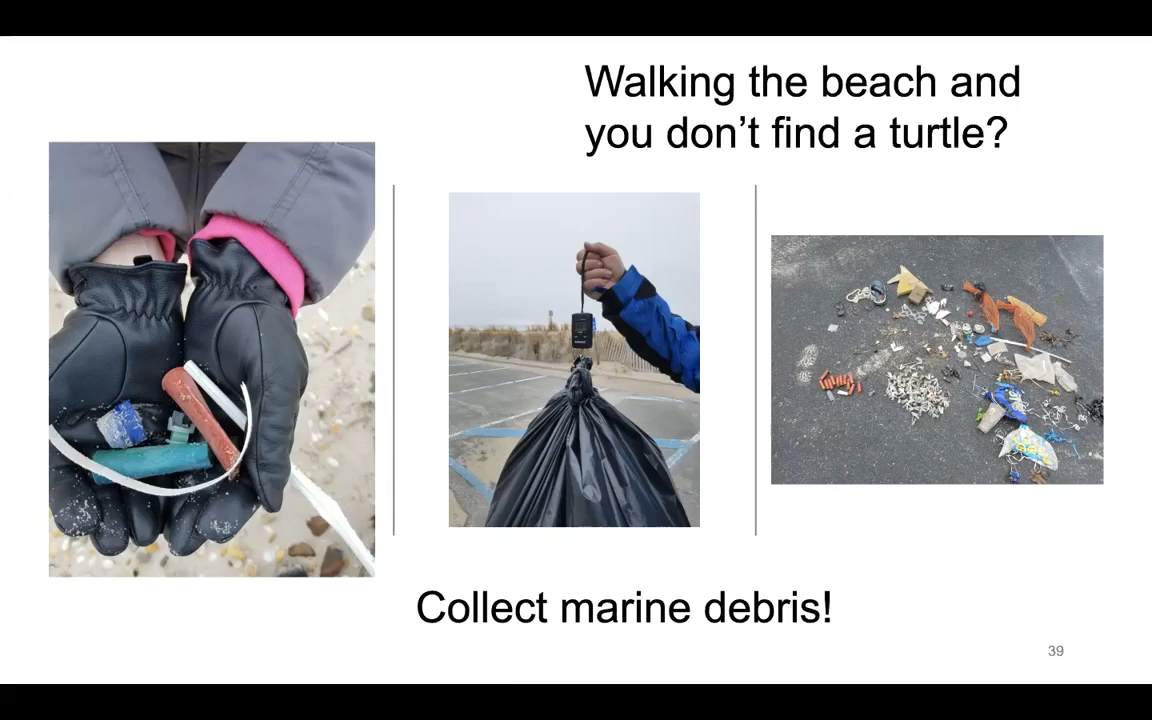 Walking the beach and
you don’t find a turtle?
Collect marine debris!
39